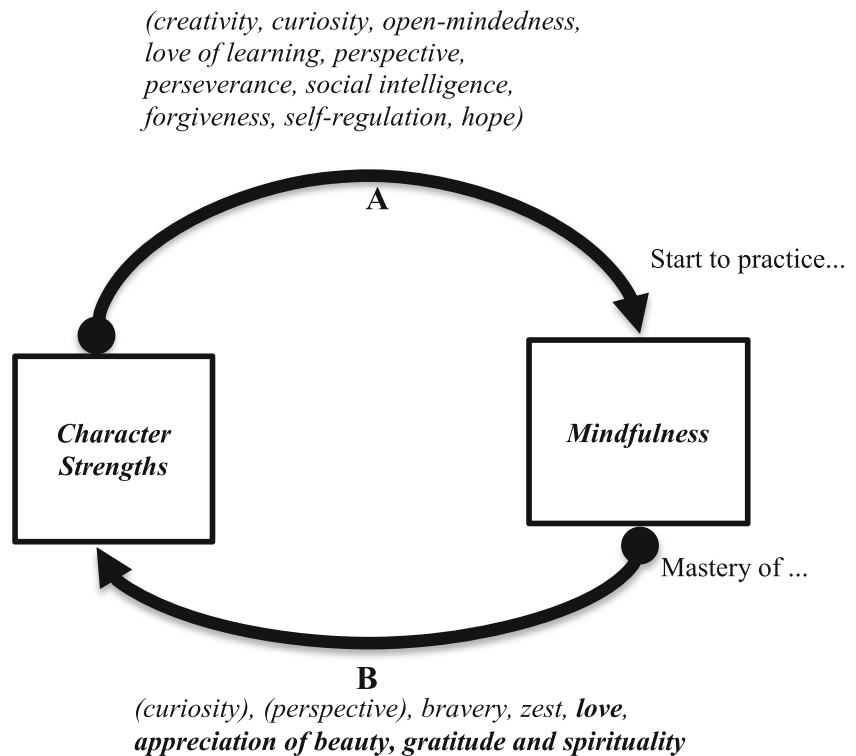 (creativity, curiosity, open-mindedness,
love of learning, perspective,
perseverance, social intelligence,
forgiveness, self-regulation, hope)
A
Start to practice...
Character
Strengths
Mindfulness
Mastery of ...
B
(curiosity), (perspective), bravery, zest, love,
appreciation of beauty, gratitude and spirituality